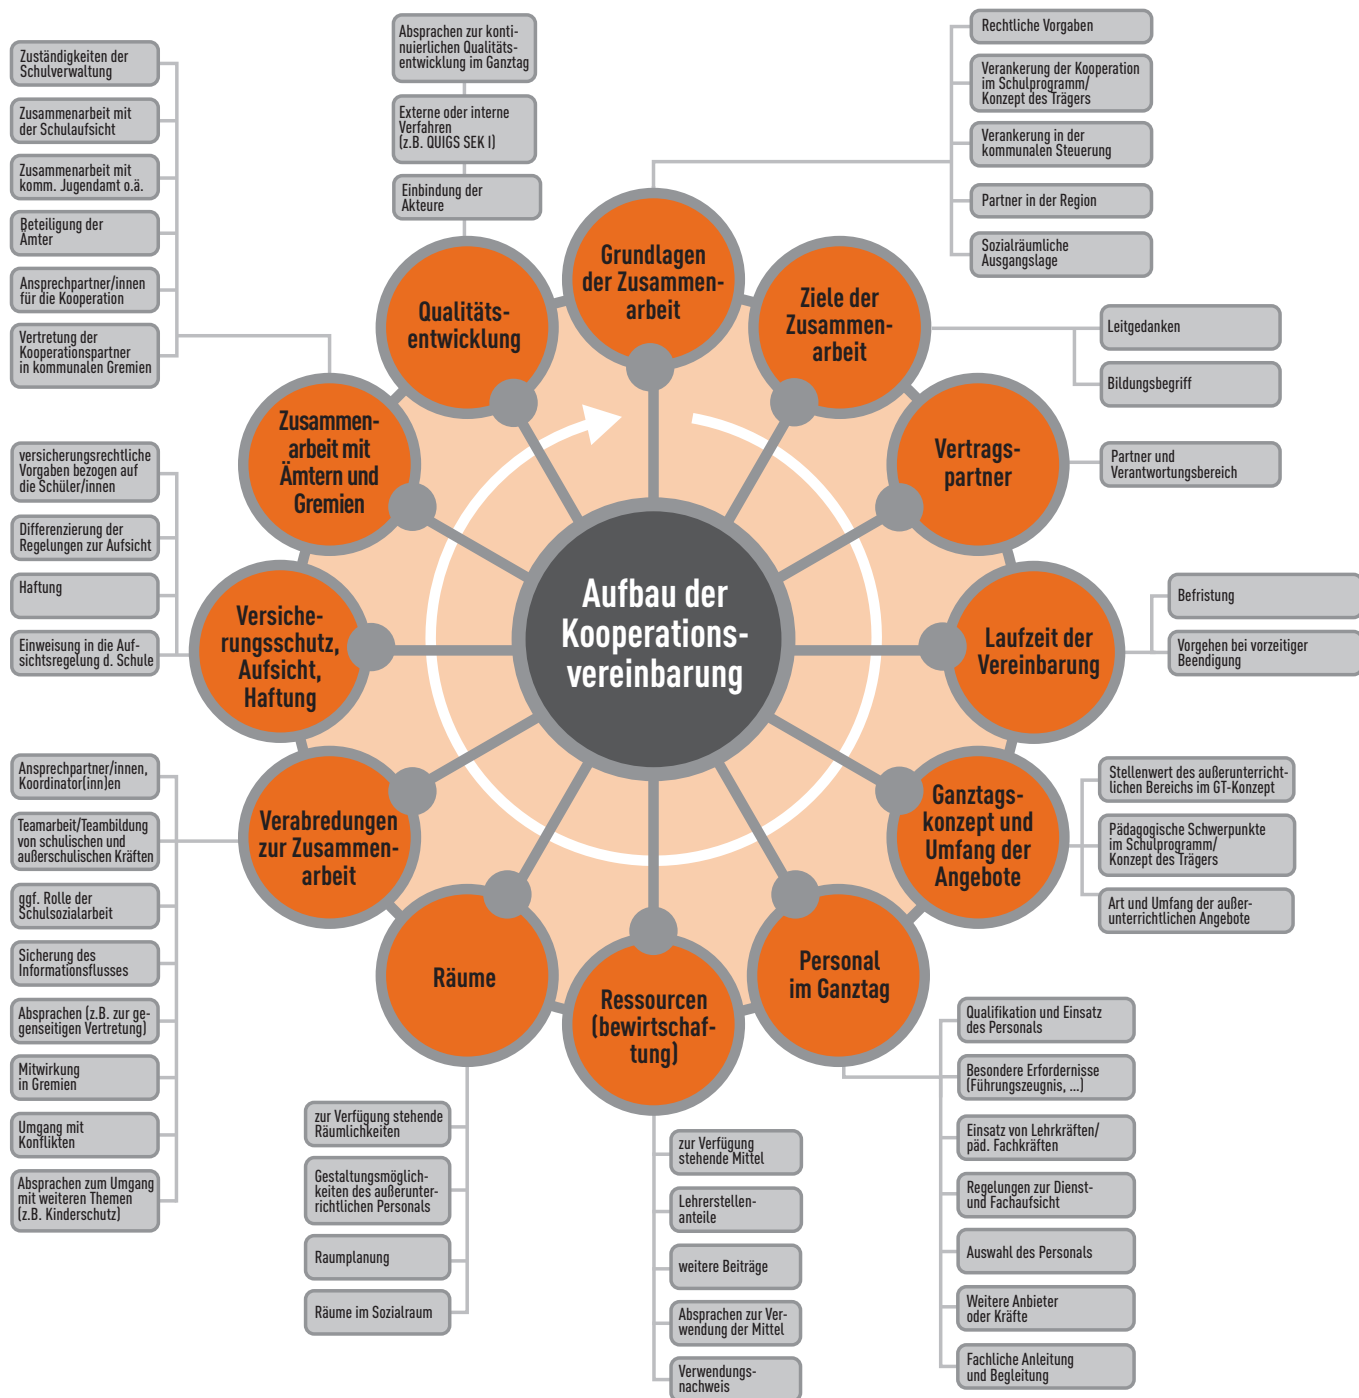 Aufbau der
Kooperations-
vereinbarung
Grundlagen
der Zusammen-
arbeit
Rechtliche Vorgaben
Verankerung der Kooperation
im Schulprogramm/
Konzept des Trägers
Verankerung in der
kommunalen Steuerung
Partner in der Region
Sozialräumliche
Ausgangslage
Ziele der
Zusammen-
arbeit
Leitgedanken
Bildungsbegriff
Vertrags-
partner
Partner und
Verantwortungsbereich
Laufzeit der
Vereinbarung
Befristung
Vorgehen bei vorzeitiger
Beendigung
Ganztags-
konzept und
Umfang der
Angebote
Stellenwert des außerunterricht-
lichen Bereichs im GT-Konzept
Pädagogische Schwerpunkte
im Schulprogramm/
Konzept des Trägers
Art und Umfang der außer-
unterrichtlichen Angebote
Personal
im Ganztag
Qualifikation und Einsatz
des Personals
Besondere Erfordernisse
(Führungszeugnis, ...)
Einsatz von Lehrkräften/
päd. Fachkräften
Regelungen zur Dienst-
und Fachaufsicht
Auswahl des Personals
Weitere Anbieter
oder Kräfte
Fachliche Anleitung
und Begleitung
Ressourcen
(bewirtschaf-
tung)
zur Verfügung
stehende Mittel
Lehrerstellen-
anteile
weitere Beiträge
Absprachen zur Ver-
wendung der Mittel
Verwendungs-
nachweis
Räume
zur Verfügung stehende
Räumlichkeiten
Gestaltungsmöglich-
keiten des außerunter-
richtlichen Personals
Raumplanung
Räume im Sozialraum
Verabredungen
zur Zusammen-
arbeit
Ansprechpartner/innen,
Koordinator(inn)en
Teamarbeit/Teambildung
von schulischen und
außerschulischen Kräften
ggf. Rolle der
Schulsozialarbeit
Sicherung des
Informationsflusses
Absprachen (z.B. zur ge-
genseitigen Vertretung)
Mitwirkung
in Gremien
Umgang mit
Konflikten
Absprachen zum Umgang
mit weiteren Themen
(z.B. Kinderschutz)
Versiche-
rungsschutz,
Aufsicht,
Haftung
versicherungsrechtliche
Vorgaben bezogen auf
die Schüler/innen
Differenzierung der
Regelungen zur Aufsicht
Haftung
Einweisung in die Auf-
sichtsregelung d. Schule
Zusammen-
arbeit mit
Ämtern und
Gremien
Zuständigkeiten der
Schulverwaltung
Zusammenarbeit mit
der Schulaufsicht
Zusammenarbeit mit
komm. Jugendamt o.ä.
Beteiligung der
Ämter
Ansprechpartner/innen
für die Kooperation
Vertretung der
Kooperationspartner
in kommunalen Gremien
Qualitäts-
entwicklung
Absprachen zur konti-
nuierlichen Qualitäts-
entwicklung im Ganztag
Externe oder interne
Verfahren
(z.B. QUIGS SEK I)
Einbindung der
Akteure